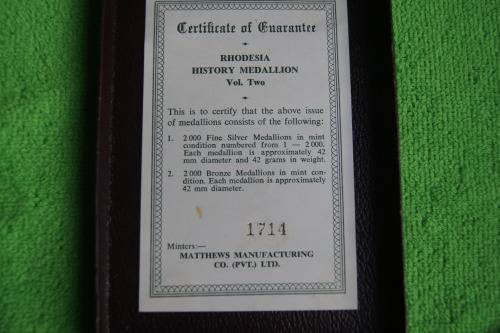 Certificate of Guarantee
RHODESIA
HISTORY MEDALLION
Vol. Two
This is to certify that the above issue
of medallions consists of the following:
1. 2 000 Fine Silver Medallions in mint
condition numbered from 1 — 2 000.
Each medallion is approximately 42
mm diameter and 42 grams in weight.
2. 2 000 Bronze Medallions in mint con-
dition. Each medallion is approximately
42 mm diameter.
1714
Minters:—
MATTHEWS MANUFACTURING
CO. (PVT.) LTD.